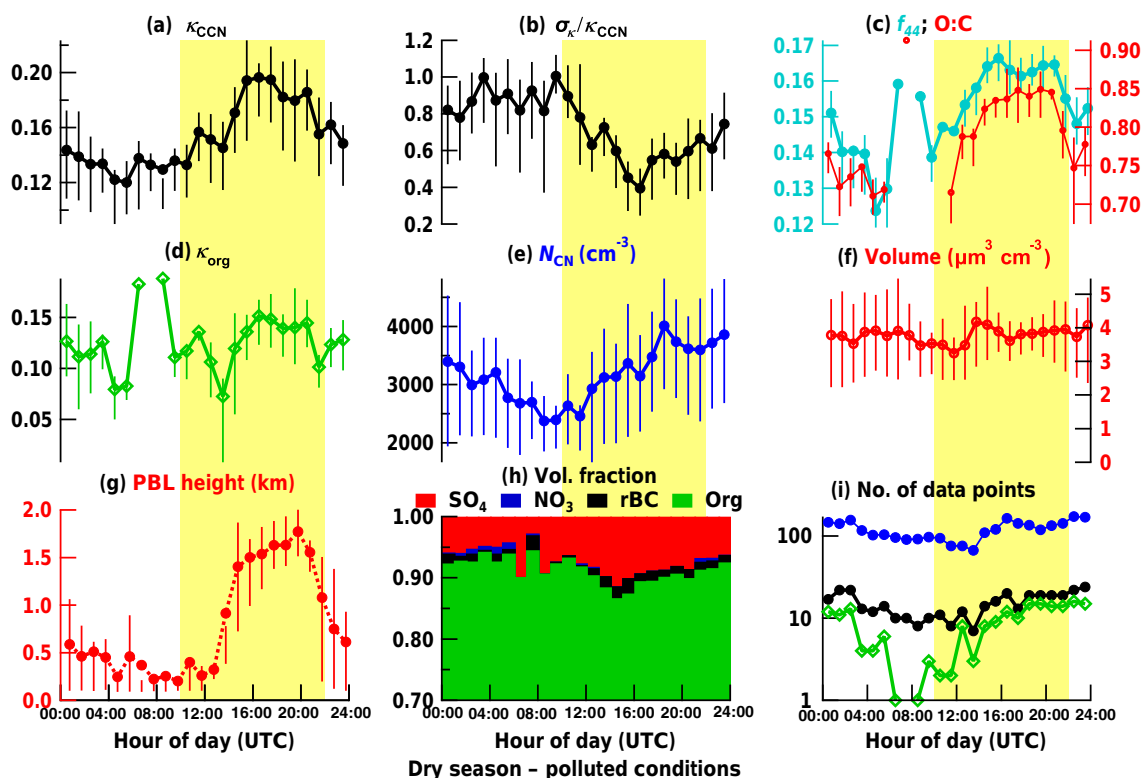 (a) κCCN
(b) σκ/κCCN
(c) f44; O:C
0.20
0.16
0.12
1.2
1.0
0.8
0.6
0.4
0.2
0.17
0.16
0.15
0.14
0.13
0.12
0.90
0.85
0.80
0.75
0.70
(d) κorg
(e) NCN (cm-3)
(f) Volume (µm3 cm-3)
0.15
0.10
0.05
4000
3000
2000
5
4
3
2
1
0
(g) PBL height (km)
(h) Vol. fraction
SO4 NO3 rBC Org
(i) No. of data points
2.0
1.5
1.0
0.5
0.0
1.00
0.90
0.80
0.70
100
10
1
00:00 04:00 08:00 12:00 16:00 20:00 24:00
00:00 04:00 08:00 12:00 16:00 20:00 24:00
00:00 04:00 08:00 12:00 16:00 20:00 24:00
Hour of day (UTC)
Hour of day (UTC)
Hour of day (UTC)
Dry season – polluted conditions